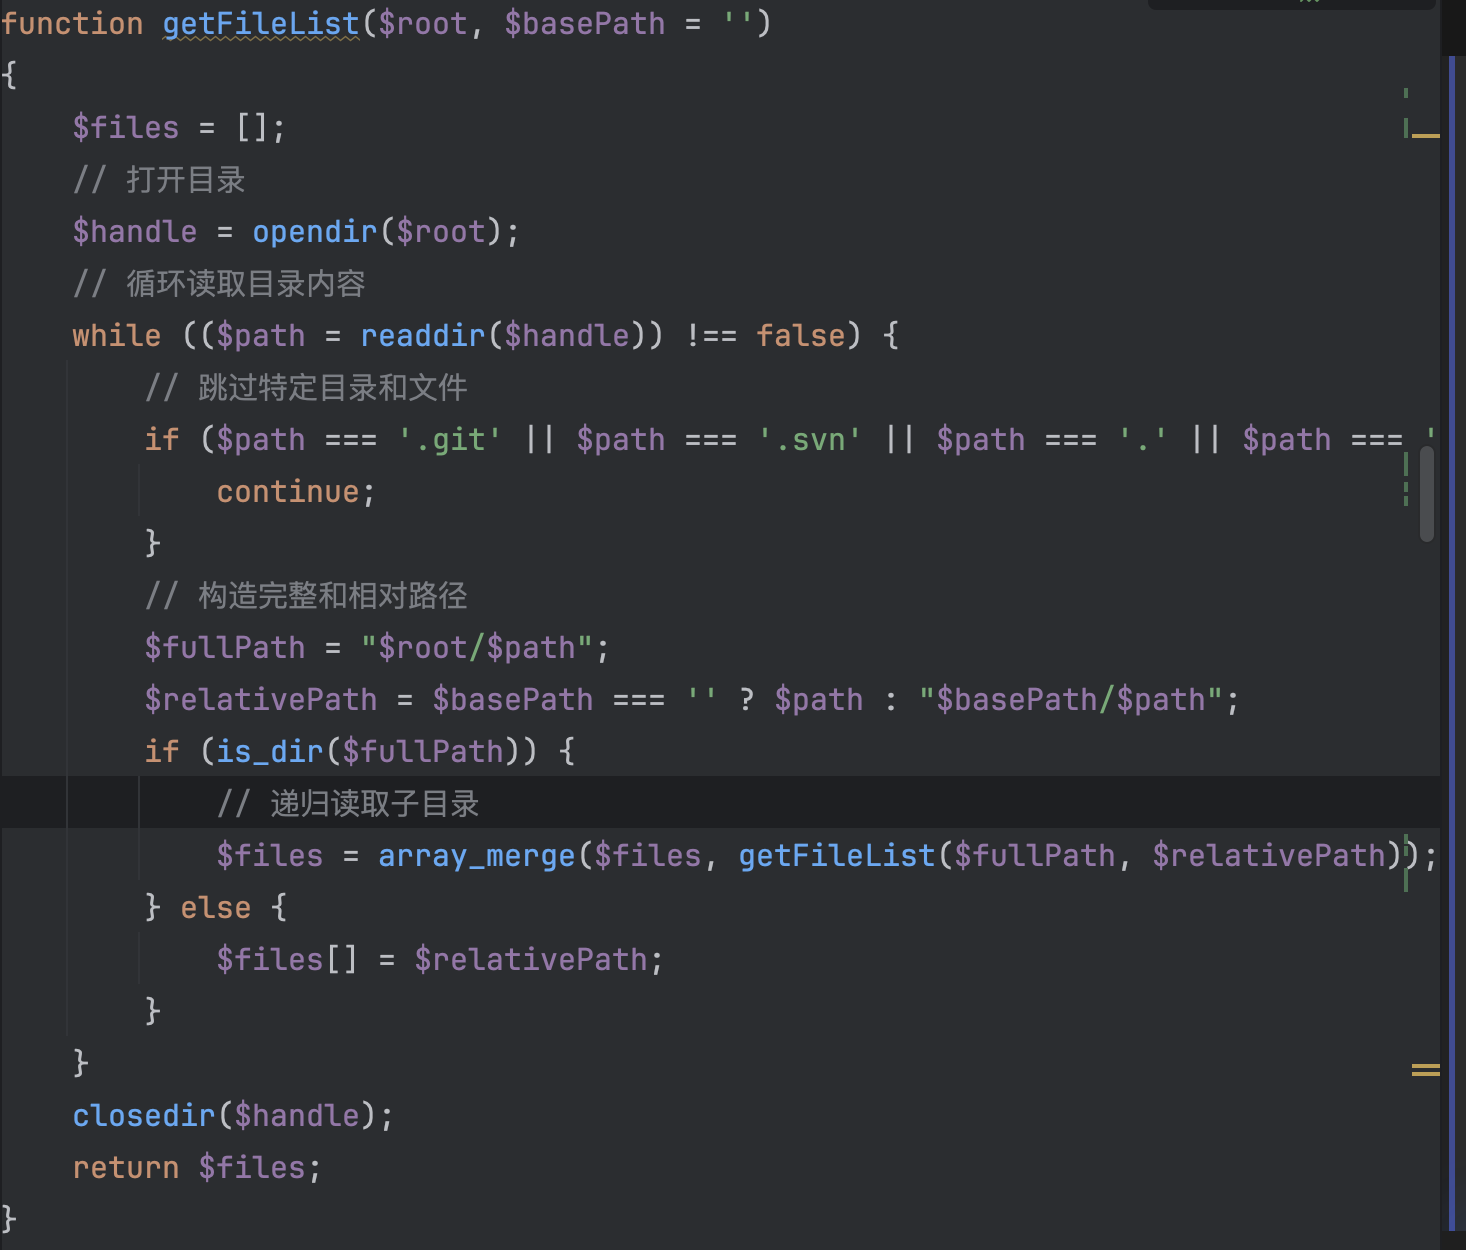 function getFileList($root, $basePath = '')
{
    $files = [];
    // 打开目录
    $handle = opendir($root);
    // 循环读取目录内容
    while (($path = readdir($handle)) !== false) {
        // 跳过特定目录和文件
        if ($path === '.git' || $path === '.svn' || $path === '.' || $path === '
            continue;
        }
        // 构造完整和相对路径
        $fullPath = "$root/$path";
        $relativePath = $basePath === '' ? $path : "$basePath/$path";
        if (is_dir($fullPath)) {
            // 递归读取子目录
            $files = array_merge($files, getFileList($fullPath, $relativePath));
        } else {
            $files[] = $relativePath;
        }
    }
    closedir($handle);
    return $files;
}